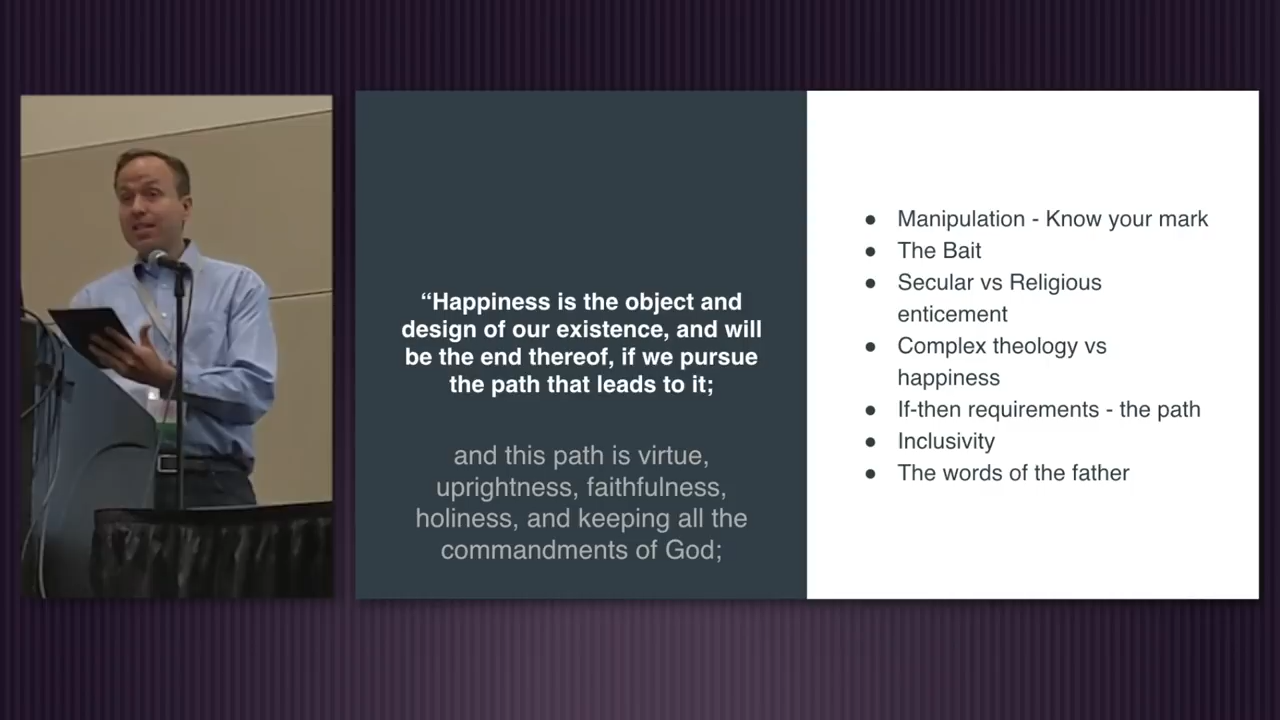 “Happiness is the object and
design of our existence, and will
be the end thereof, if we pursue
the path that leads to it;
and this path is virtue,
uprightness, faithfulness,
holiness, and keeping all the
commandments of God;
● Manipulation - Know your mark
● The Bait
● Secular vs Religious
enticement
● Complex theology vs
happiness
● If-then requirements - the path
● Inclusivity
● The words of the father